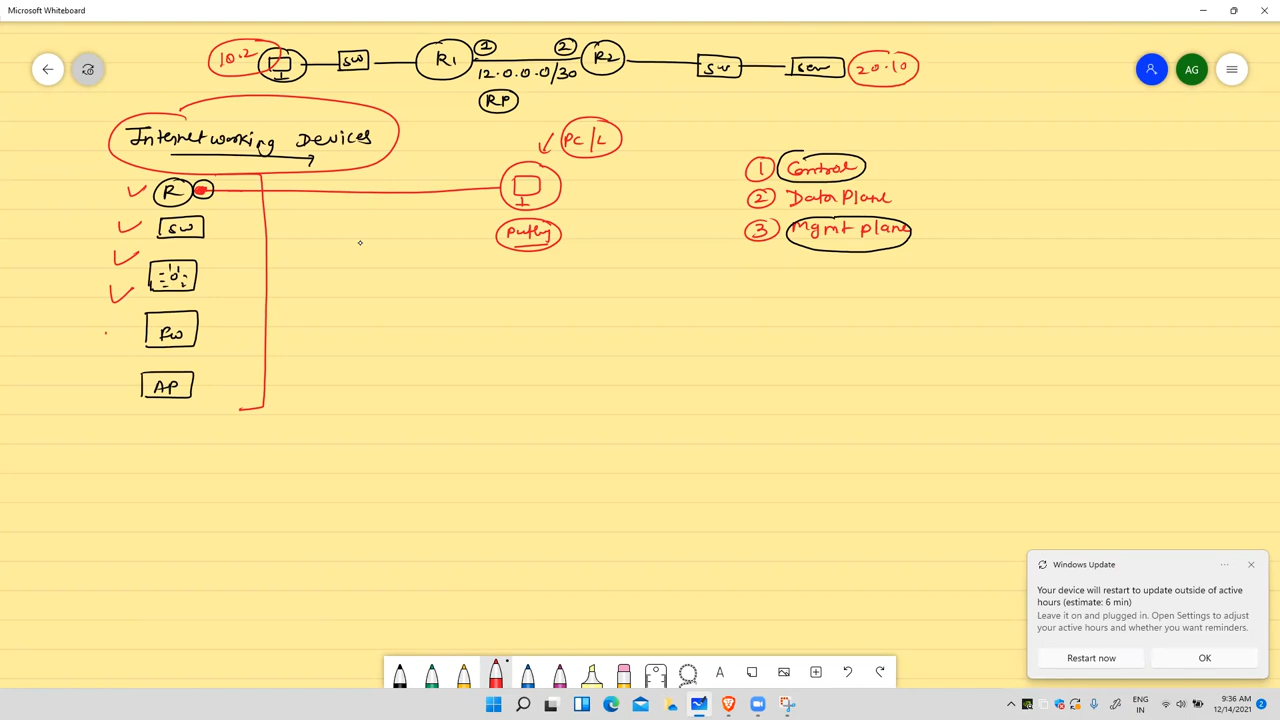 Microsoft Whiteboard
10.2
SW
R1
1
2
R2
12.0.0.0/30
RP
SW
Ser
20.10
AG
Internetworking Devices
PC/L
1 Control
2 Data Plane
3 Mgmt plane
R
SW
FW
AP
Windows Update
Your device will restart to update outside of active
hours (estimate: 6 min)
Leave it on and plugged in. Open Settings to adjust
your active hours and whether you want reminders.
Restart now
OK
A
ENG
IN
9:36 AM
12/14/2021
2